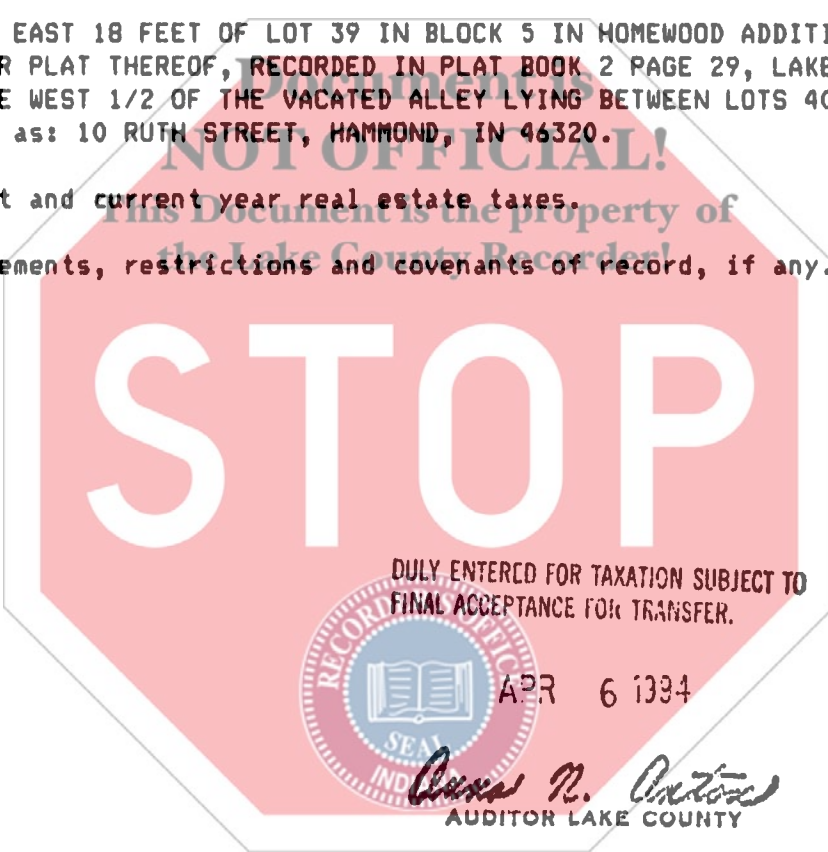 EAST 18 FEET OF LOT 39 IN BLOCK 5 IN HOMEWOOD ADDITI
R PLAT THEREOF, RECORDED IN PLAT BOOK 2 PAGE 29, LAKE
Document is
E WEST 1/2 OF THE VACATED ALLEY LYING BETWEEN LOTS 40
as: 10 RUTH STREET, HAMMOND, IN 46320.
NOT OFFICIAL!
t and current year real estate taxes.
This Document is the property of
the Lake County Recorder!
ements, restrictions and covenants of record, if any.
STOP
DULY ENTERED FOR TAXATION SUBJECT TO
FINAL ACCEPTANCE FOR TRANSFER.
RECORDER OFFICE
APR 6 1994
SEAL
INDIANA
AUDITOR LAKE COUNTY